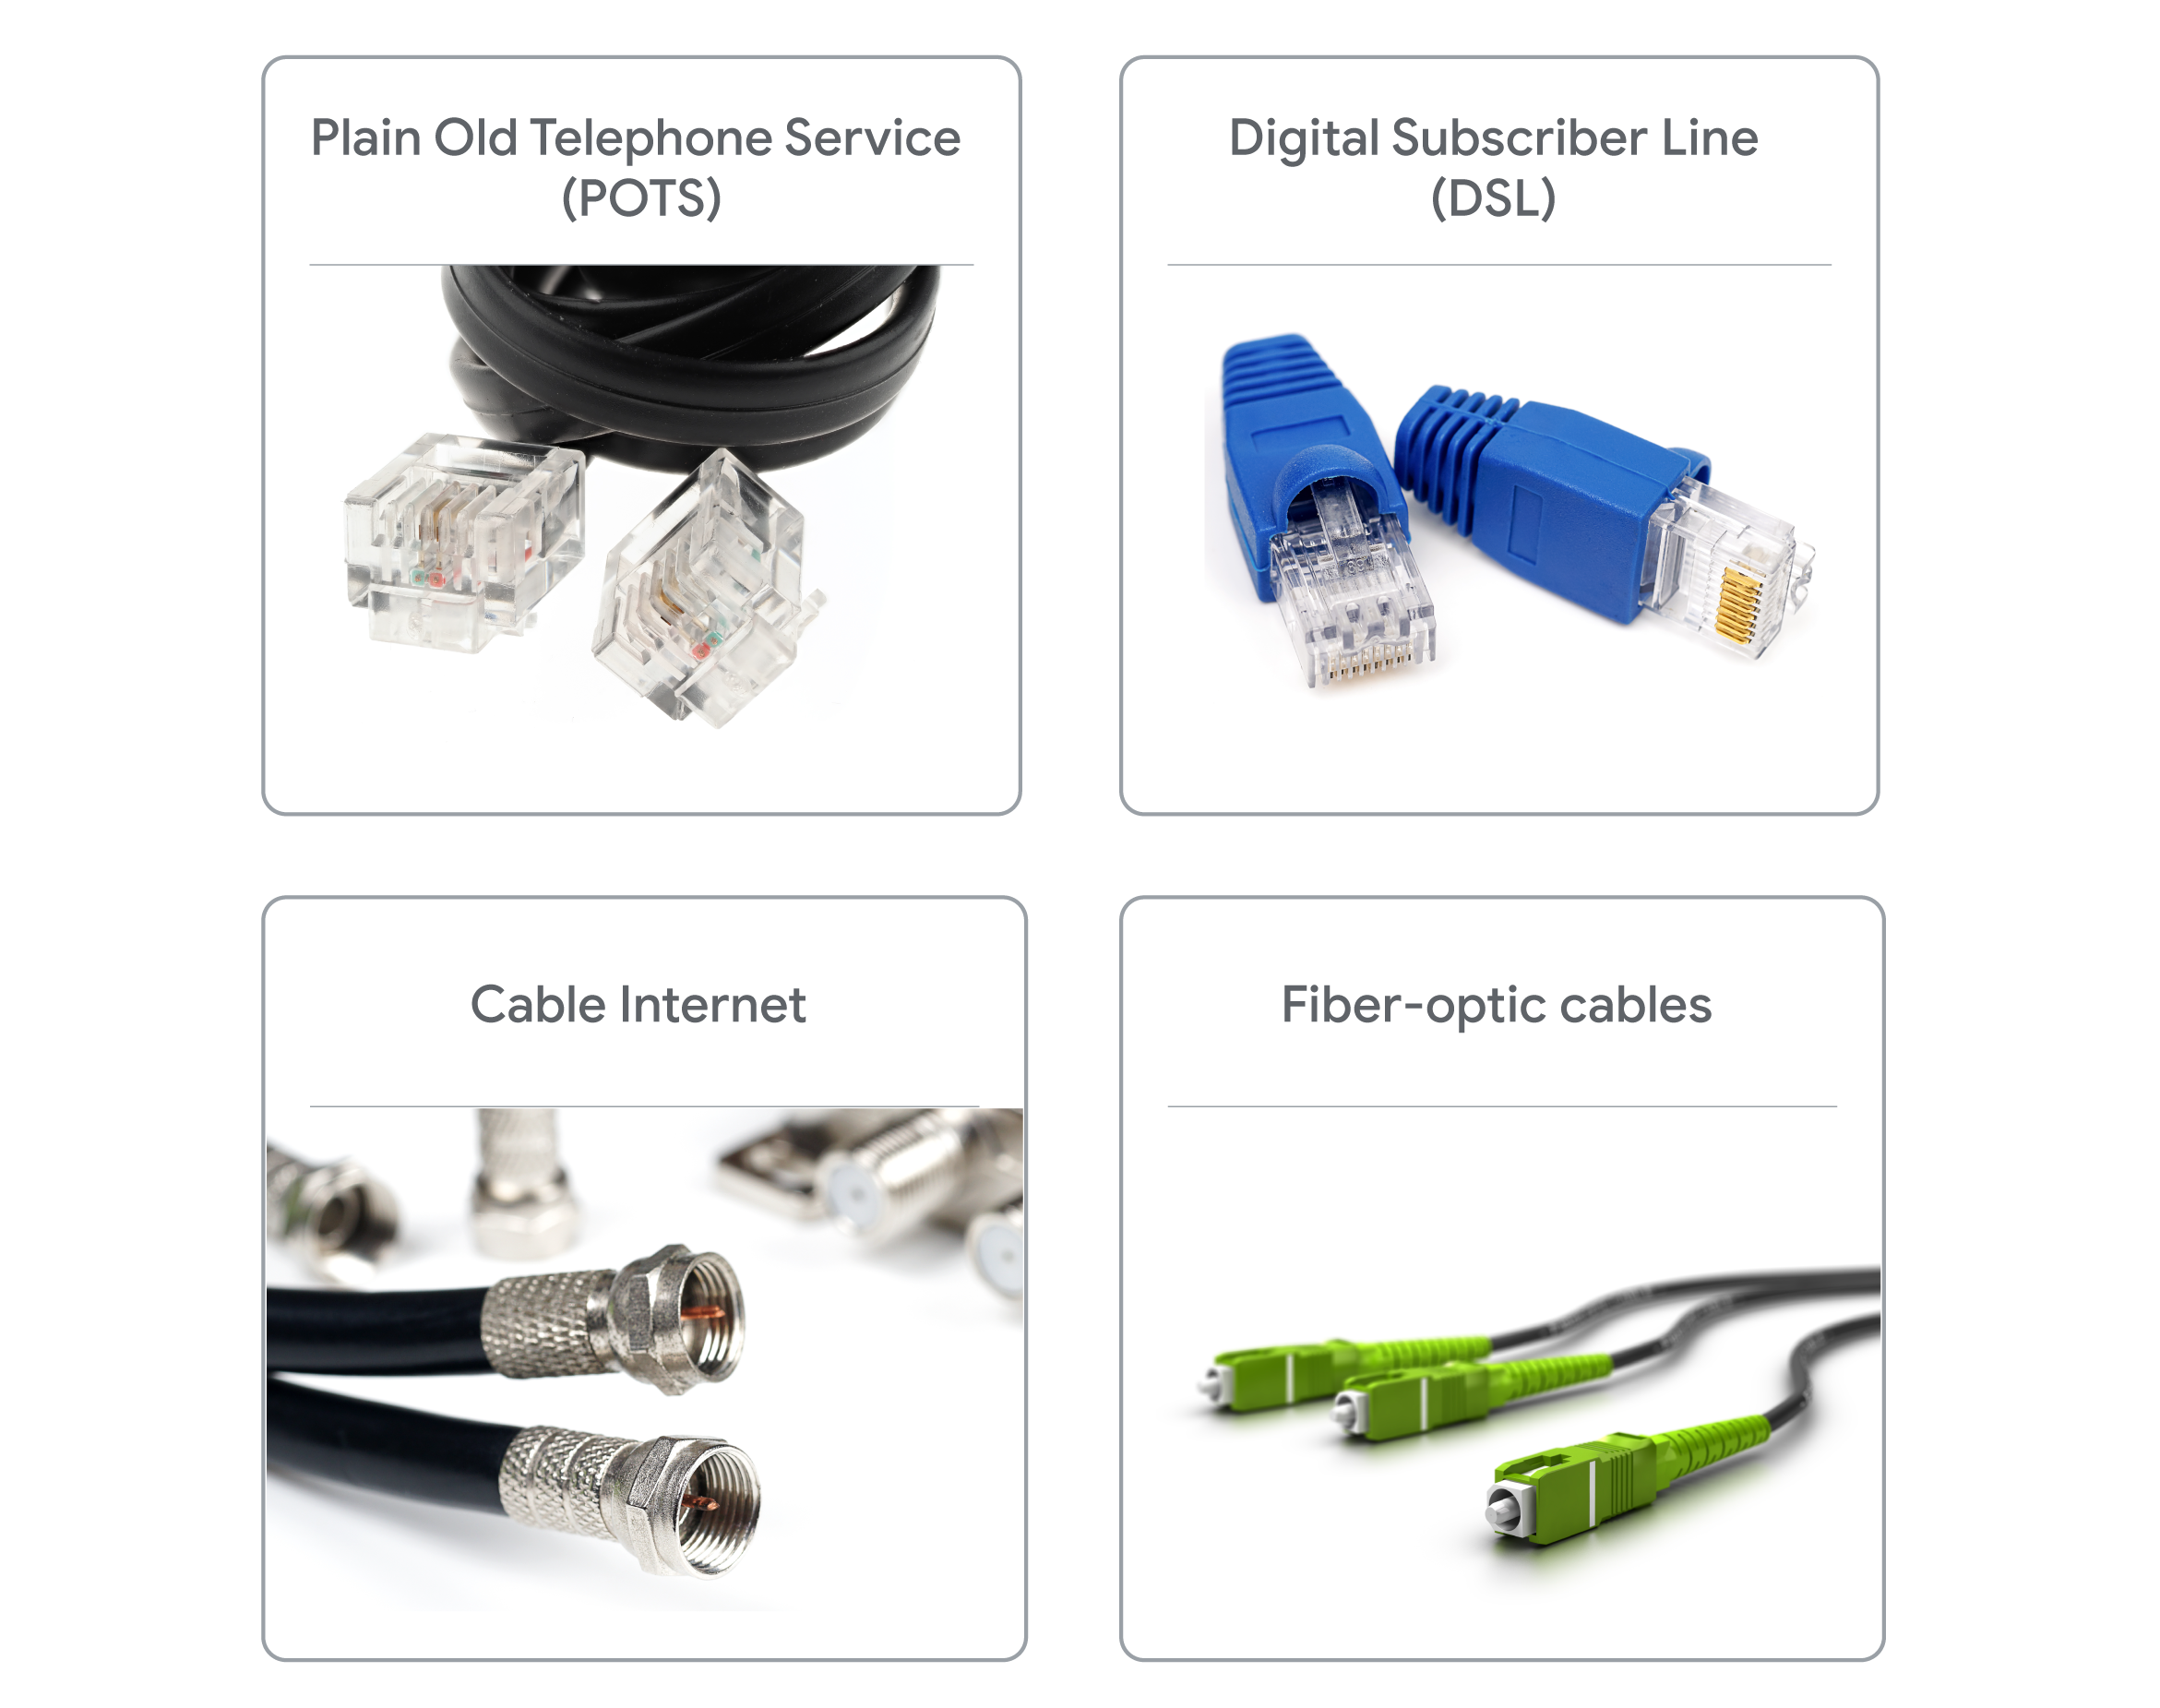 Plain Old Telephone Service
(POTS)
Digital Subscriber Line
(DSL)
Cable Internet
Fiber-optic cables